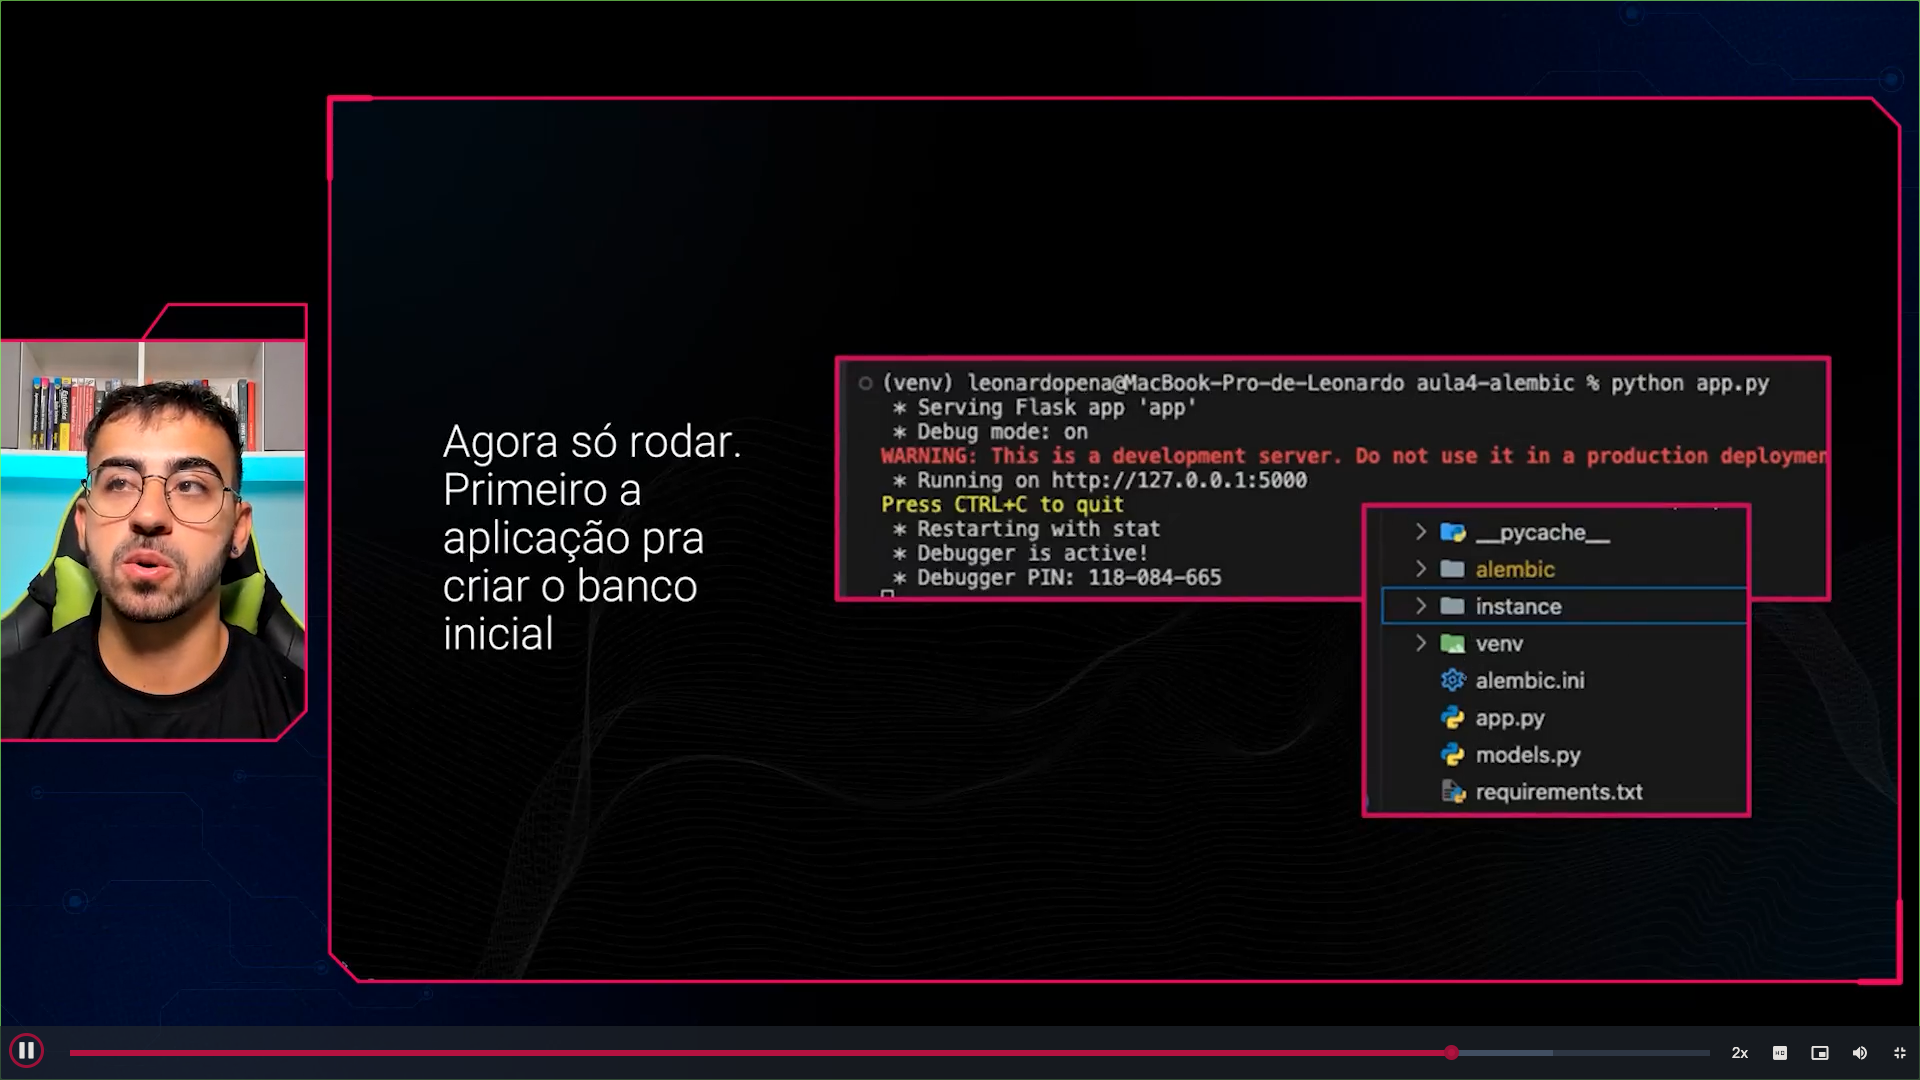 Agora só rodar.
Primeiro a
aplicação pra
criar o banco
inicial
(venv) leonardopena@MacBook-Pro-de-Leonardo aula4-alembic % python app.py
* Serving Flask app 'app'
* Debug mode: on
WARNING: This is a development server. Do not use it in a production deploymen
* Running on http://127.0.0.1:5000
Press CTRL+C to quit
* Restarting with stat
* Debugger is active!
* Debugger PIN: 118-084-665
__pycache__
alembic
instance
venv
alembic.ini
app.py
models.py
requirements.txt
2x